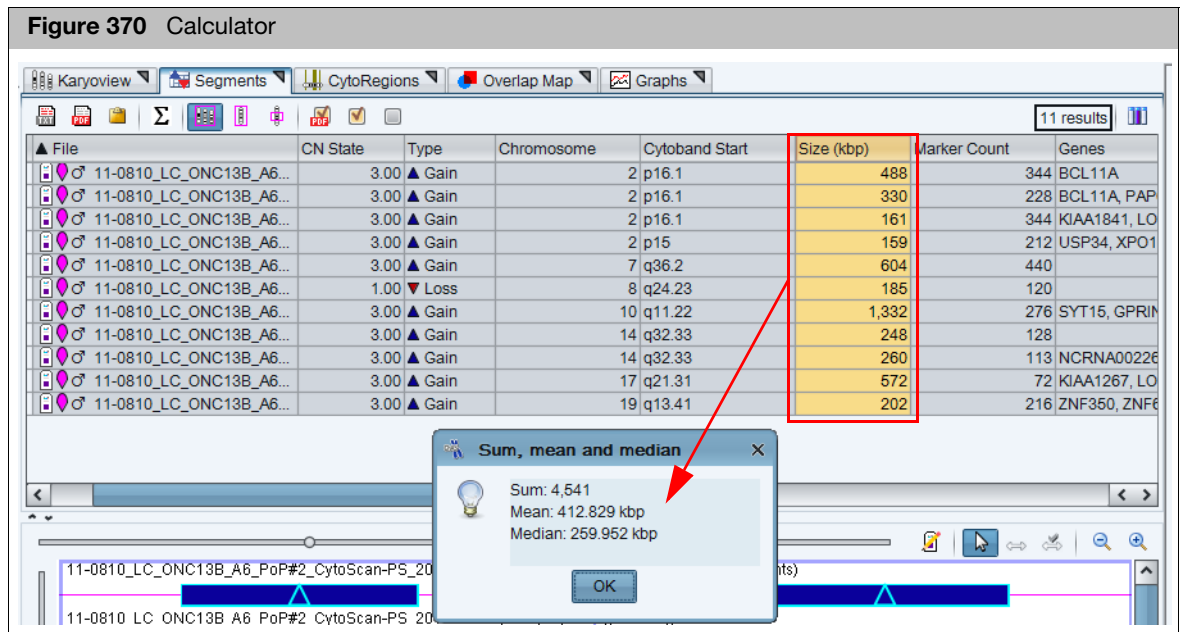 Figure 370 Calculator
Karyoview Segments CytoRegions Overlap Map Graphs
11 results
File CN State Type Chromosome Cytoband Start Size (kbp) Marker Count Genes
11-0810_LC_ONC13B_A6... 3.00 Gain 2 p16.1 488 344 BCL11A
11-0810_LC_ONC13B_A6... 3.00 Gain 2 p16.1 330 228 BCL11A, PAP
11-0810_LC_ONC13B_A6... 3.00 Gain 2 p16.1 161 344 KIAA1841, LO
11-0810_LC_ONC13B_A6... 3.00 Gain 2 p15 159 212 USP34, XPO1
11-0810_LC_ONC13B_A6... 3.00 Gain 7 q36.2 604 440
11-0810_LC_ONC13B_A6... 1.00 Loss 8 q24.23 185 120
11-0810_LC_ONC13B_A6... 3.00 Gain 10 q11.22 1,332 276 SYT15, GPRIN
11-0810_LC_ONC13B_A6... 3.00 Gain 14 q32.33 248 128
11-0810_LC_ONC13B_A6... 3.00 Gain 14 q32.33 260 113 NCRNA00226
11-0810_LC_ONC13B_A6... 3.00 Gain 17 q21.31 572 72 KIAA1267, LO
11-0810_LC_ONC13B_A6... 3.00 Gain 19 q13.41 202 216 ZNF350, ZNF6
Sum, mean and median
Sum: 4,541
Mean: 412.829 kbp
Median: 259.952 kbp
OK
11-0810_LC_ONC13B_A6_PoP#2_CytoScan-PS_20 nts)
11-0810_LC_ONC13B_A6_PoP#2_CytoScan-PS_20